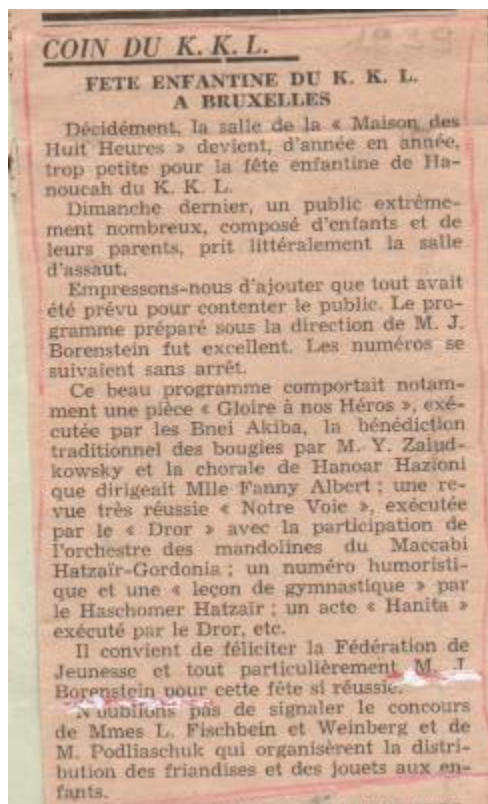 COIN DU K. K. L.
FETE ENFANTINE DU K. K. L.
A BRUXELLES
Décidément, la salle de la « Maison des
Huit Heures » devient, d'année en année,
trop petite pour la fête enfantine de Ha-
noucah du K. K. L.
Dimanche dernier, un public extrême-
ment nombreux, composé d'enfants et de
leurs parents, prit littéralement la salle
d'assaut.
Empressons-nous d'ajouter que tout avait
été prévu pour contenter le public. Le pro-
gramme préparé sous la direction de M. J.
Borenstein fut excellent. Les numéros se
suivaient sans arrêt.
Ce beau programme comportait notam-
ment une pièce « Gloire à nos Héros », exé-
cutée par les Bnei Akiba, la bénédiction
traditionnel des bougies par M. Y. Zalud-
kowsky et la chorale de Hanoar Hazioni
que dirigeait Mlle Fanny Albert ; une re-
vue très réussie « Notre Voie », exécutée
par le « Dror » avec la participation de
l'orchestre des mandolines du Maccabi
Hatzaïr-Gordonia ; un numéro humoristi-
que et une « leçon de gymnastique » par
le Haschomer Hatzaïr ; un acte « Hanita »
exécuté par le Dror, etc.
Il convient de féliciter la Fédération de
Jeunesse et tout particulièrement M. J.
Borenstein pour cette fête si réussie.
N'oublions pas de signaler le concours
de Mmes L. Fischbein et Weinberg et de
M. Podliaschuk qui organisèrent la distri-
bution des friandises et des jouets aux en-
fants.